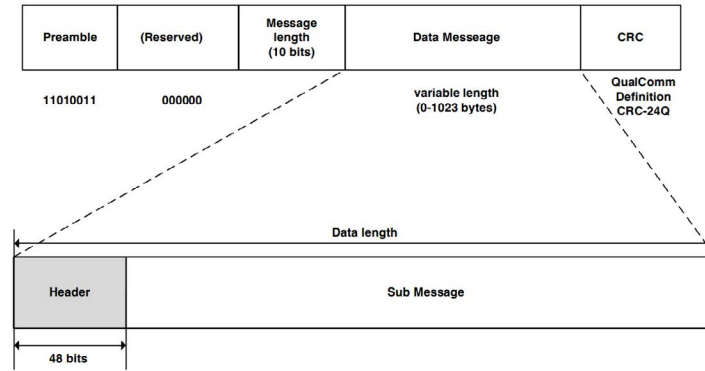 Preamble
(Reserved)
Message
length
(10 bits)
Data Messeage
CRC
11010011
000000
variable length
(0-1023 bytes)
QualComm
Definition
CRC-24Q
Data length
Header
Sub Message
48 bits